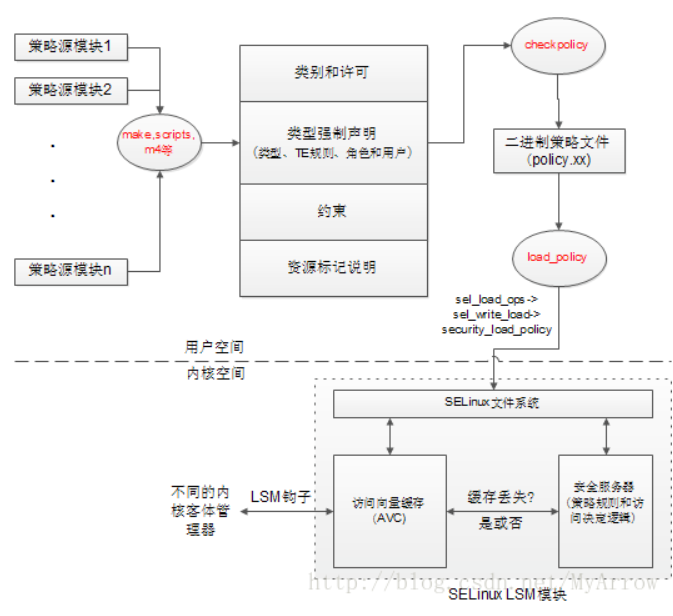 策略源模块1
策略源模块2
.
.
.
策略源模块n
make,scripts,
m4等
类别和许可
类型强制声明
（类型、TE规则、角色和用户）
约束
资源标记说明
checkpolicy
二进制策略文件
(policy.xx)
load_policy
sel_load_ops->
sel_write_load->
security_load_policy
用户空间
内核空间
SELinux文件系统
不同的内
核客体管
理器
LSM钩子
访问向量缓存
(AVC)
缓存丢失?
是或否
安全服务器
(策略规则和访
问决定逻辑)
http://blog.csdn.net/MyArrow
SELinux LSM模块